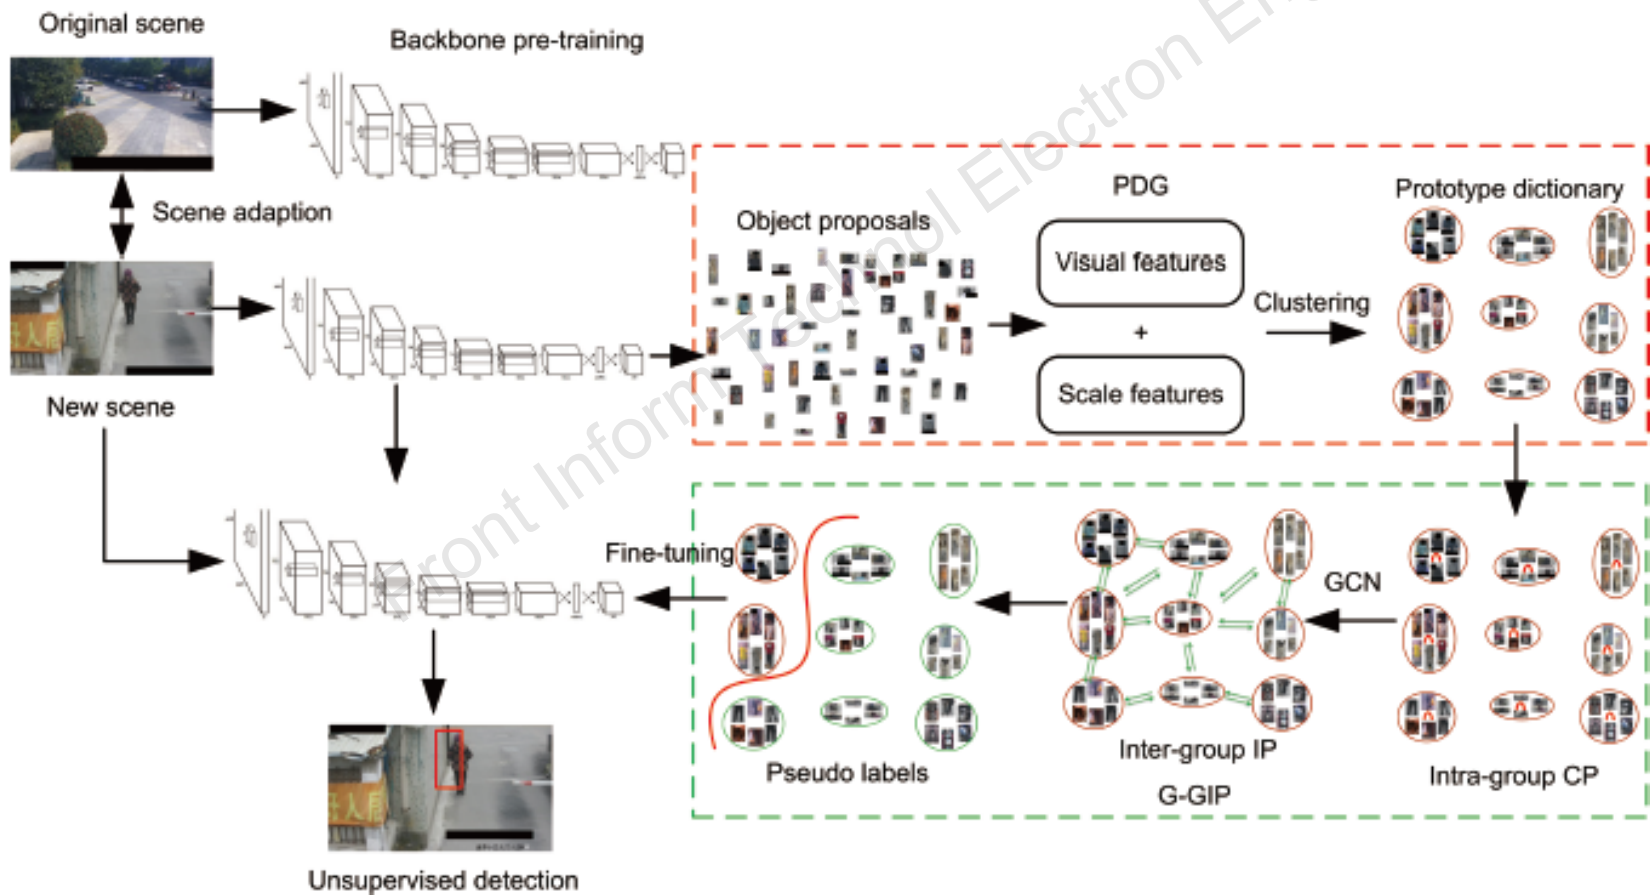 Original scene
Backbone pre-training
Scene adaption
New scene
Object proposals
PDG
Visual features
+
Scale features
Clustering
Prototype dictionary
Fine-tuning
Pseudo labels
Inter-group IP
G-GIP
GCN
Intra-group CP
Unsupervised detection
Front Inform Technol Electron Eng